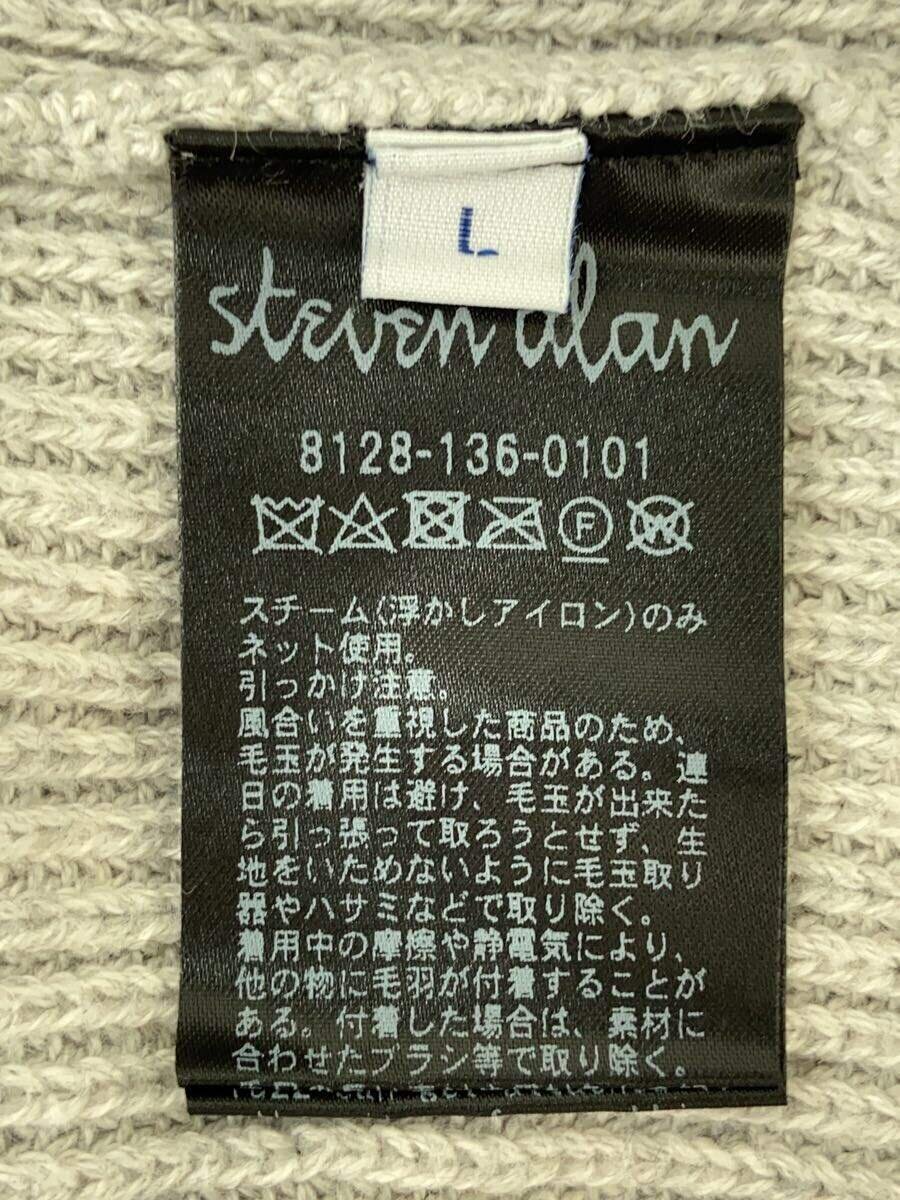 L
steven alan
8128-136-0101
F
W
スチーム(浮かしアイロン)のみ
ネット使用。
引っかけ注意。
風合いを重視した商品のため、
毛玉が発生する場合がある。連
日の着用は避け、毛玉が出来た
ら引っ張って取ろうとせず、生
地をいためないように毛玉取り
器やハサミなどで取り除く。
着用中の摩擦や静電気により、
他の物に毛羽が付着することが
ある。付着した場合は、素材に
合わせたブラシ等で取り除く。